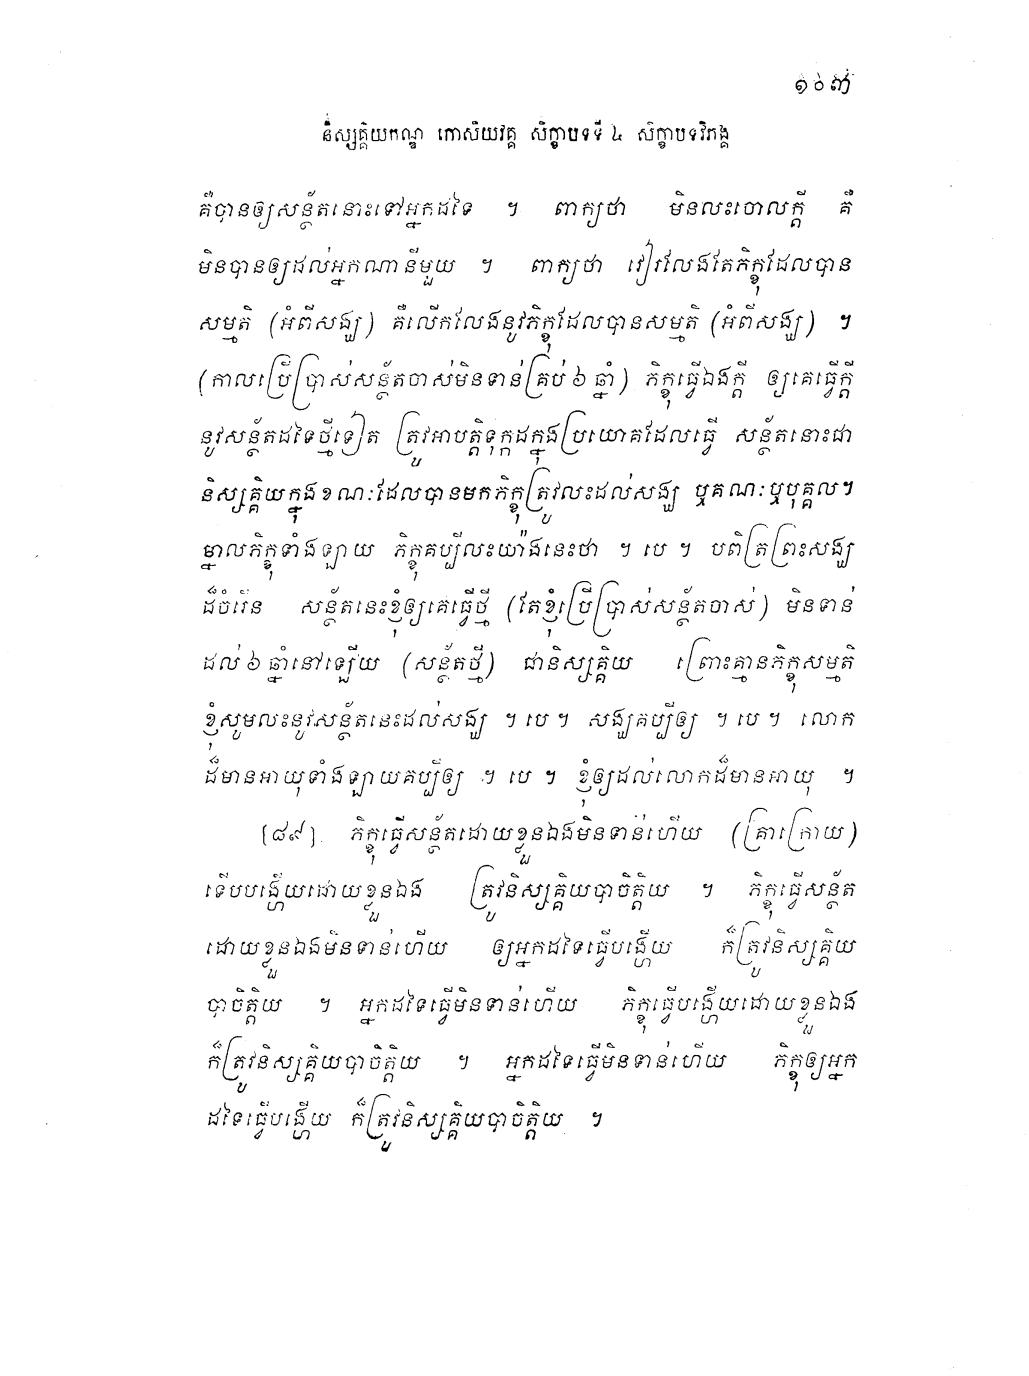 ១០៣
និស្សគ្គិយកណ្ឌ កោសិយវគ្គ សិក្ខាបទទី ៤ សិក្ខាបទវិភង្គ
គឺបានឲ្យសន្ថ័តនោះទៅអ្នកដទៃ ។ ពាក្យថា មិនលះចោលក្តី គឺ
មិនបានឲ្យដល់អ្នកណានីមួយ ។ ពាក្យថា វៀរលែងតែភិក្ខុដែលបាន
សម្មតិ (អំពីសង្ឃ) គឺលើកលែងនូវភិក្ខុដែលបានសម្មតិ (អំពីសង្ឃ) ។
(កាលប្រើប្រាស់សន្ថ័តចាស់មិនទាន់គ្រប់ ៦ ឆ្នាំ) ភិក្ខុធ្វើឯងក្តី ឲ្យគេធ្វើក្តី
នូវសន្ថ័តដទៃថ្មីទៀត ត្រូវអាបត្តិទុក្កដក្នុងប្រយោគដែលធ្វើ សន្ថ័តនោះជា
និស្សគ្គិយក្នុងខណៈដែលបានមកភិក្ខុត្រូវលះដល់សង្ឃ ឬគណៈឬបុគ្គល។
ម្នាលភិក្ខុទាំងឡាយ ភិក្ខុគប្បីលះយ៉ាងនេះថា ។ បេ ។ បពិត្រព្រះសង្ឃ
ដ៏ចំរើន សន្ថ័តនេះខ្ញុំឲ្យគេធ្វើថ្មី (តែខ្ញុំប្រើប្រាស់សន្ថ័តចាស់) មិនទាន់
ដល់ ៦ ឆ្នាំនៅឡើយ (សន្ថ័តថ្មី) ជានិស្សគ្គិយ ព្រោះគ្មានភិក្ខុសម្មតិ
ខ្ញុំសូមលះនូវសន្ថ័តនេះដល់សង្ឃ ។ បេ ។ សង្ឃគប្បីឲ្យ ។ បេ ។ លោក
ដ៏មានអាយុទាំងឡាយគប្បីឲ្យ ។ បេ ។ ខ្ញុំឲ្យដល់លោកដ៏មានអាយុ ។
[៨៩] ភិក្ខុធ្វើសន្ថ័តដោយខ្លួនឯងមិនទាន់ហើយ (គ្រាក្រោយ)
ទើបបង្ហើយដោយខ្លួនឯង ត្រូវនិស្សគ្គិយបាចិត្តិយ ។ ភិក្ខុធ្វើសន្ថ័ត
ដោយខ្លួនឯងមិនទាន់ហើយ ឲ្យអ្នកដទៃធ្វើបង្ហើយ ក៏ត្រូវនិស្សគ្គិយ
បាចិត្តិយ ។ អ្នកដទៃធ្វើមិនទាន់ហើយ ភិក្ខុធ្វើបង្ហើយដោយខ្លួនឯង
ក៏ត្រូវនិស្សគ្គិយបាចិត្តិយ ។ អ្នកដទៃធ្វើមិនទាន់ហើយ ភិក្ខុឲ្យអ្នក
ដទៃធ្វើបង្ហើយ ក៏ត្រូវនិស្សគ្គិយបាចិត្តិយ ។